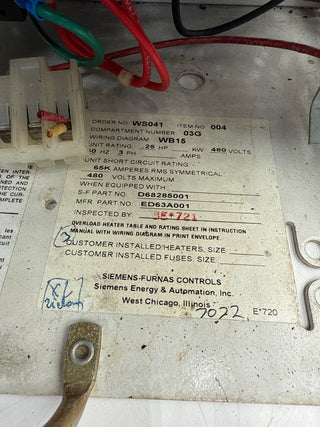 ORDER NO: WS041 ITEM NO 004
COMPARTMENT NUMBER: 03G
WIRING DIAGRAM WB15
UNIT RATING: .25 HP KW 480 VOLTS
HZ 3 PH AMPS
UNIT SHORT CIRCUIT RATING:
65K AMPERES RMS SYMMETRICAL
480 VOLTS MAXIMUM
WHEN EQUIPPED WITH:
S-F PART NO: D68285001
MFR. PART NO: ED63A001
INSPECTED BY: 721
OVERLOAD HEATER TABLE AND RATING SHEET IN INSTRUCTION
MANUAL WITH WIRING DIAGRAM IN PRINT ENVELOPE.
CUSTOMER INSTALLED HEATERS, SIZE
CUSTOMER INSTALLED FUSES, SIZE
SIEMENS-FURNAS CONTROLS
Siemens Energy & Automation, Inc.
West Chicago, Illinois
7022 E*720